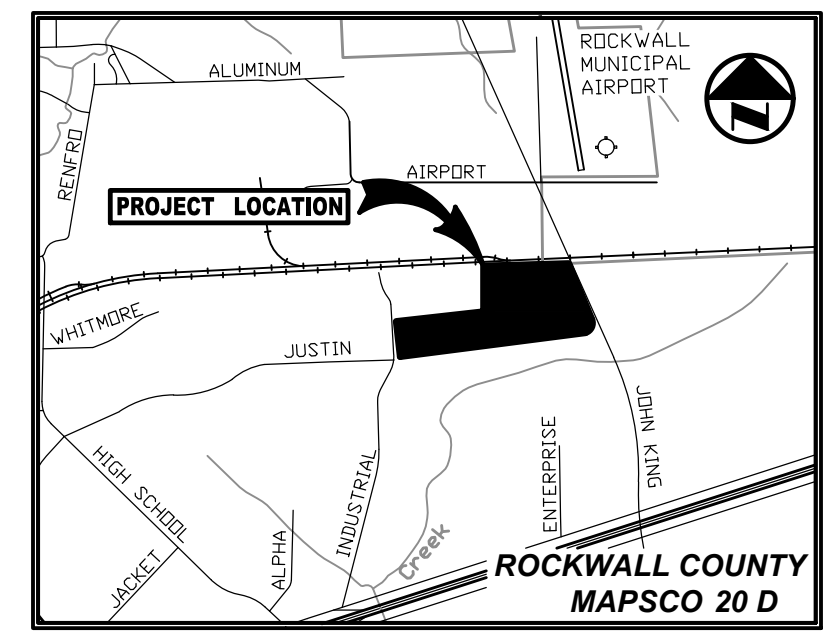 ROCKWALL
MUNICIPAL
AIRPORT
ALUMINUM
N
RENFRO
AIRPORT
PROJECT LOCATION
WHITMORE
JUSTIN
JOHN KING
HIGH SCHOOL
INDUSTRIAL
ENTERPRISE
ALPHA
JACKET
Creek
ROCKWALL COUNTY
MAPSCO 20 D